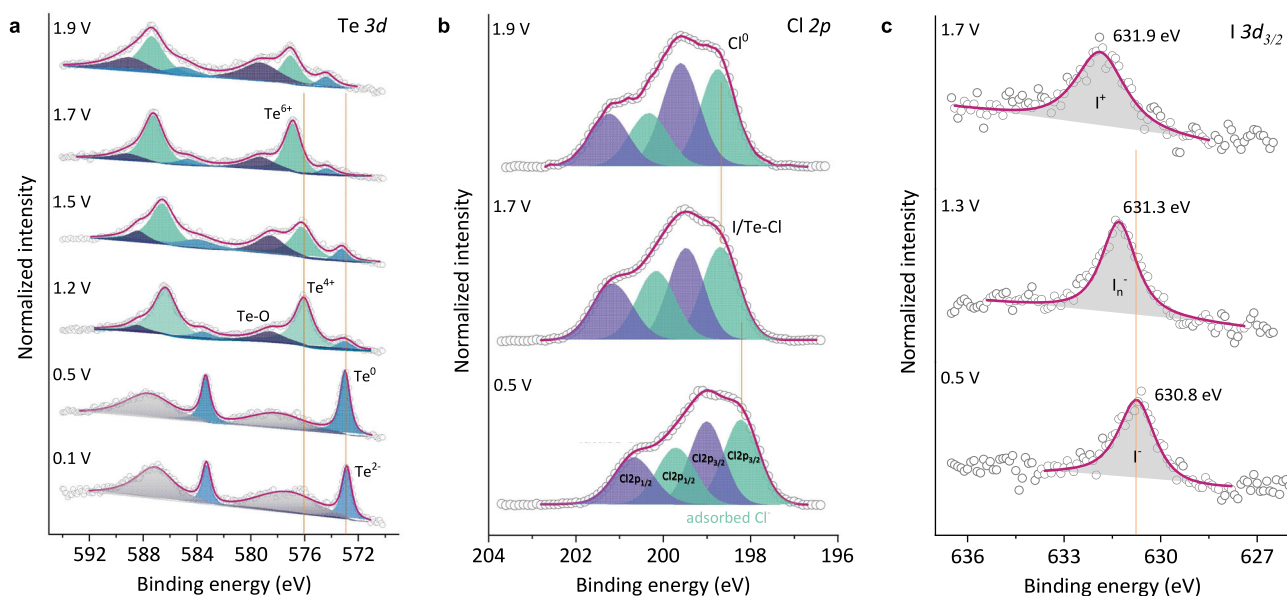 a
Te 3d
1.9 V
1.7 V
Te6+
1.5 V
1.2 V
Te-O
Te4+
0.5 V
Te0
0.1 V
Te2-
Normalized intensity
592 588 584 580 576 572
Binding energy (eV)
b
Cl 2p
1.9 V
Cl0
1.7 V
I/Te-Cl
0.5 V
Cl2p1/2
Cl2p1/2
Cl2p3/2
Cl2p3/2
adsorbed Cl-
Normalized intensity
204 202 200 198 196
Binding energy (eV)
c
I 3d3/2
1.7 V
631.9 eV
I+
1.3 V
631.3 eV
In-
0.5 V
630.8 eV
I-
Normalized intensity
636 633 630 627
Binding energy (eV)